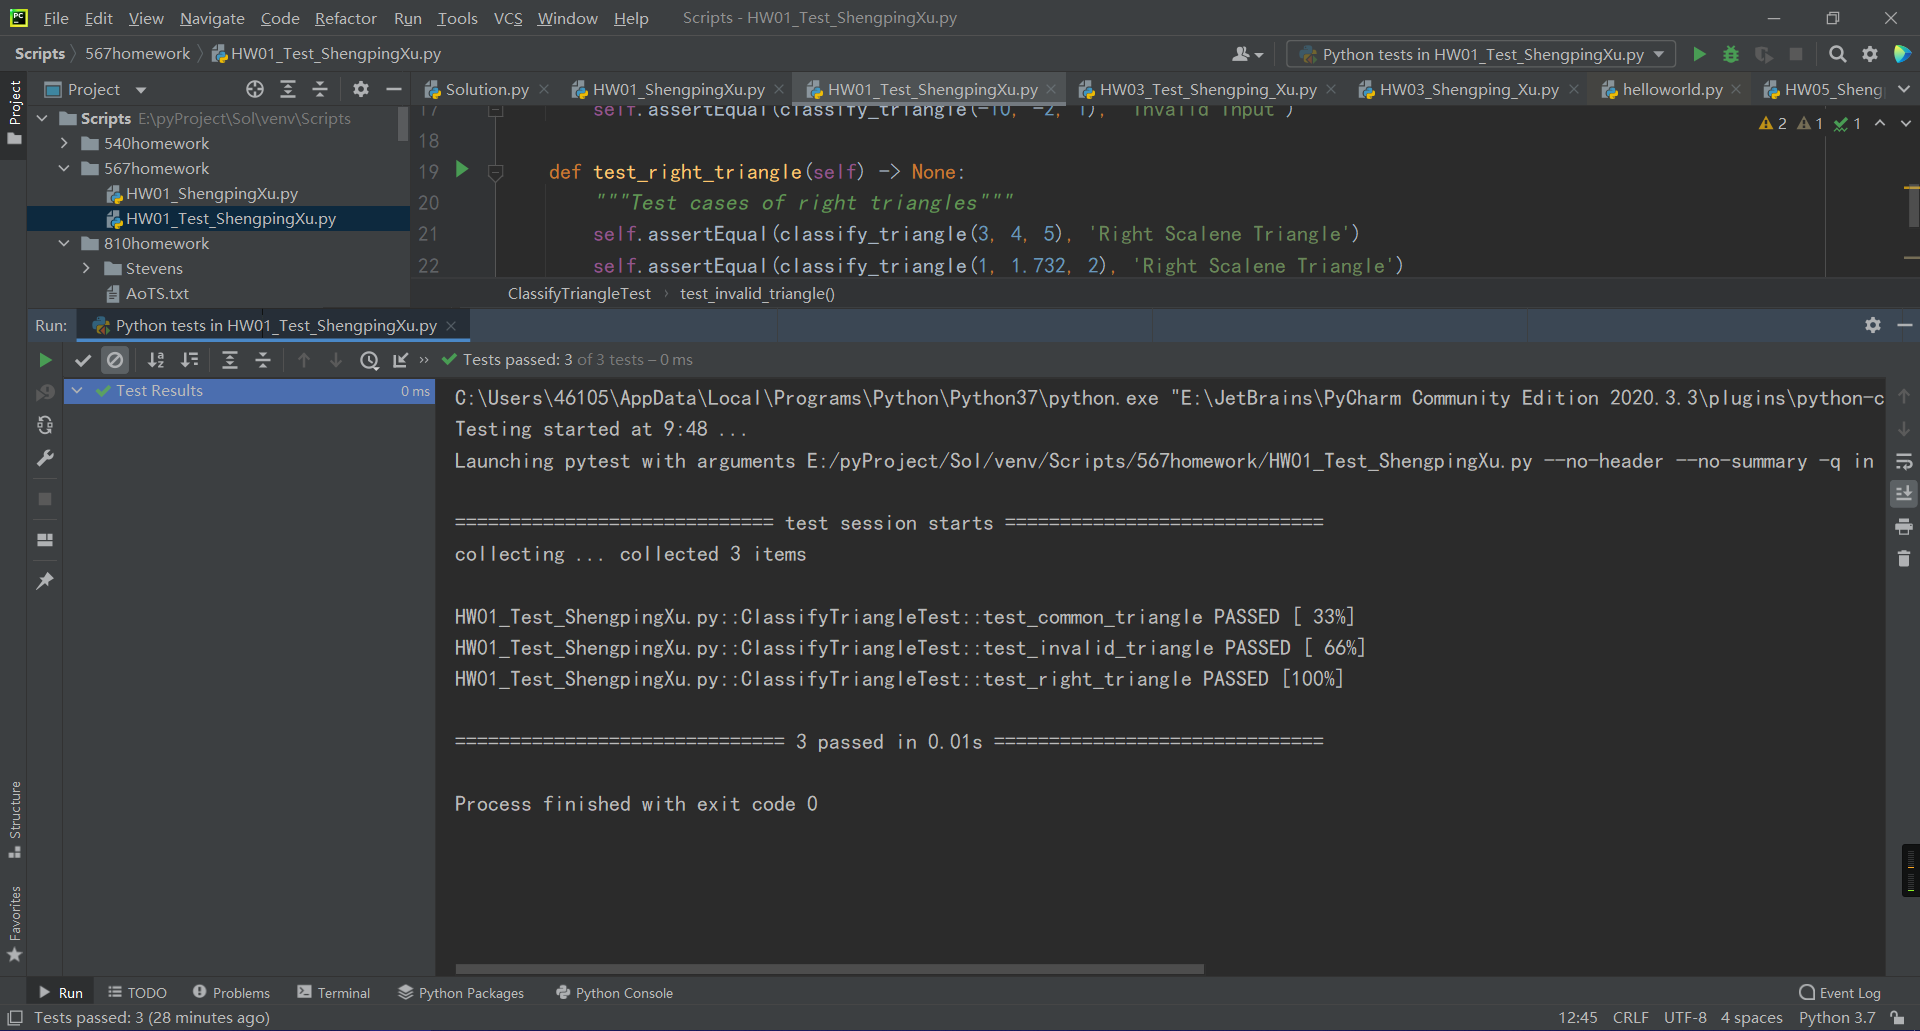 File Edit View Navigate Code Refactor Run Tools VCS Window Help Scripts - HW01_Test_ShengpingXu.py
Scripts 567homework HW01_Test_ShengpingXu.py Python tests in HW01_Test_ShengpingXu.py
Project
Project Solution.py HW01_ShengpingXu.py HW01_Test_ShengpingXu.py HW03_Test_Shengping_Xu.py HW03_Shengping_Xu.py helloworld.py HW05_Sheng
Scripts E:\pyProject\Sol\venv\Scripts
540homework
567homework
HW01_ShengpingXu.py
HW01_Test_ShengpingXu.py
810homework
Stevens
AoTS.txt
17 self.assertEqual(classify_triangle(-10, -2, 1), 'Invalid Input')
2 1 1
18
19 def test_right_triangle(self) -> None:
20 """Test cases of right triangles"""
21 self.assertEqual(classify_triangle(3, 4, 5), 'Right Scalene Triangle')
22 self.assertEqual(classify_triangle(1, 1.732, 2), 'Right Scalene Triangle')
ClassifyTriangleTest test_invalid_triangle()
Run: Python tests in HW01_Test_ShengpingXu.py
Tests passed: 3 of 3 tests – 0 ms
Test Results 0 ms
C:\Users\46105\AppData\Local\Programs\Python\Python37\python.exe "E:\JetBrains\PyCharm Community Edition 2020.3.3\plugins\python-c
Testing started at 9:48 ...
Launching pytest with arguments E:/pyProject/Sol/venv/Scripts/567homework/HW01_Test_ShengpingXu.py --no-header --no-summary -q in
============================= test session starts =============================
collecting ... collected 3 items
HW01_Test_ShengpingXu.py::ClassifyTriangleTest::test_common_triangle PASSED [ 33%]
HW01_Test_ShengpingXu.py::ClassifyTriangleTest::test_invalid_triangle PASSED [ 66%]
HW01_Test_ShengpingXu.py::ClassifyTriangleTest::test_right_triangle PASSED [100%]
============================== 3 passed in 0.01s ==============================
Process finished with exit code 0
Structure
Favorites
Run TODO Problems Terminal Python Packages Python Console Event Log
Tests passed: 3 (28 minutes ago) 12:45 CRLF UTF-8 4 spaces Python 3.7